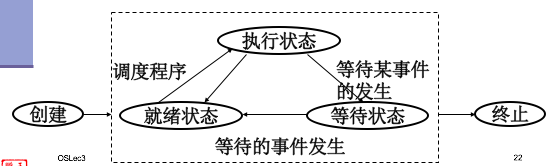 执行状态
调度程序
等待某事件
的发生
创建
就绪状态
等待状态
终止
等待的事件发生
OSLec3
22